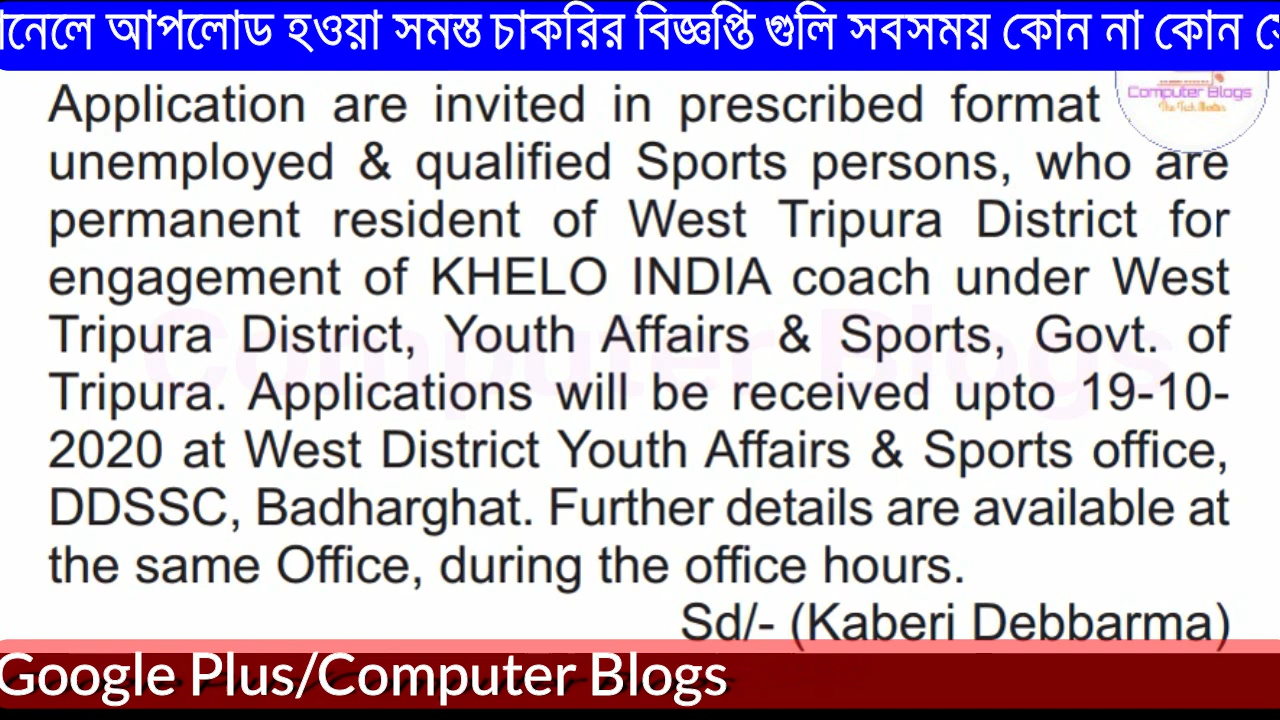 আপলোড হওয়া সমস্ত চাকরির বিজ্ঞপ্তি গুলি সবসময় কোন না কোন
Computer Blogs
The Tech Master
Application are invited in prescribed format
unemployed & qualified Sports persons, who are
permanent resident of West Tripura District for
engagement of KHELO INDIA coach under West
Tripura District, Youth Affairs & Sports, Govt. of
Tripura. Applications will be received upto 19-10-
2020 at West District Youth Affairs & Sports office,
DDSSC, Badharghat. Further details are available at
the same Office, during the office hours.
Sd/- (Kaberi Debbarma)
Google Plus/Computer Blogs